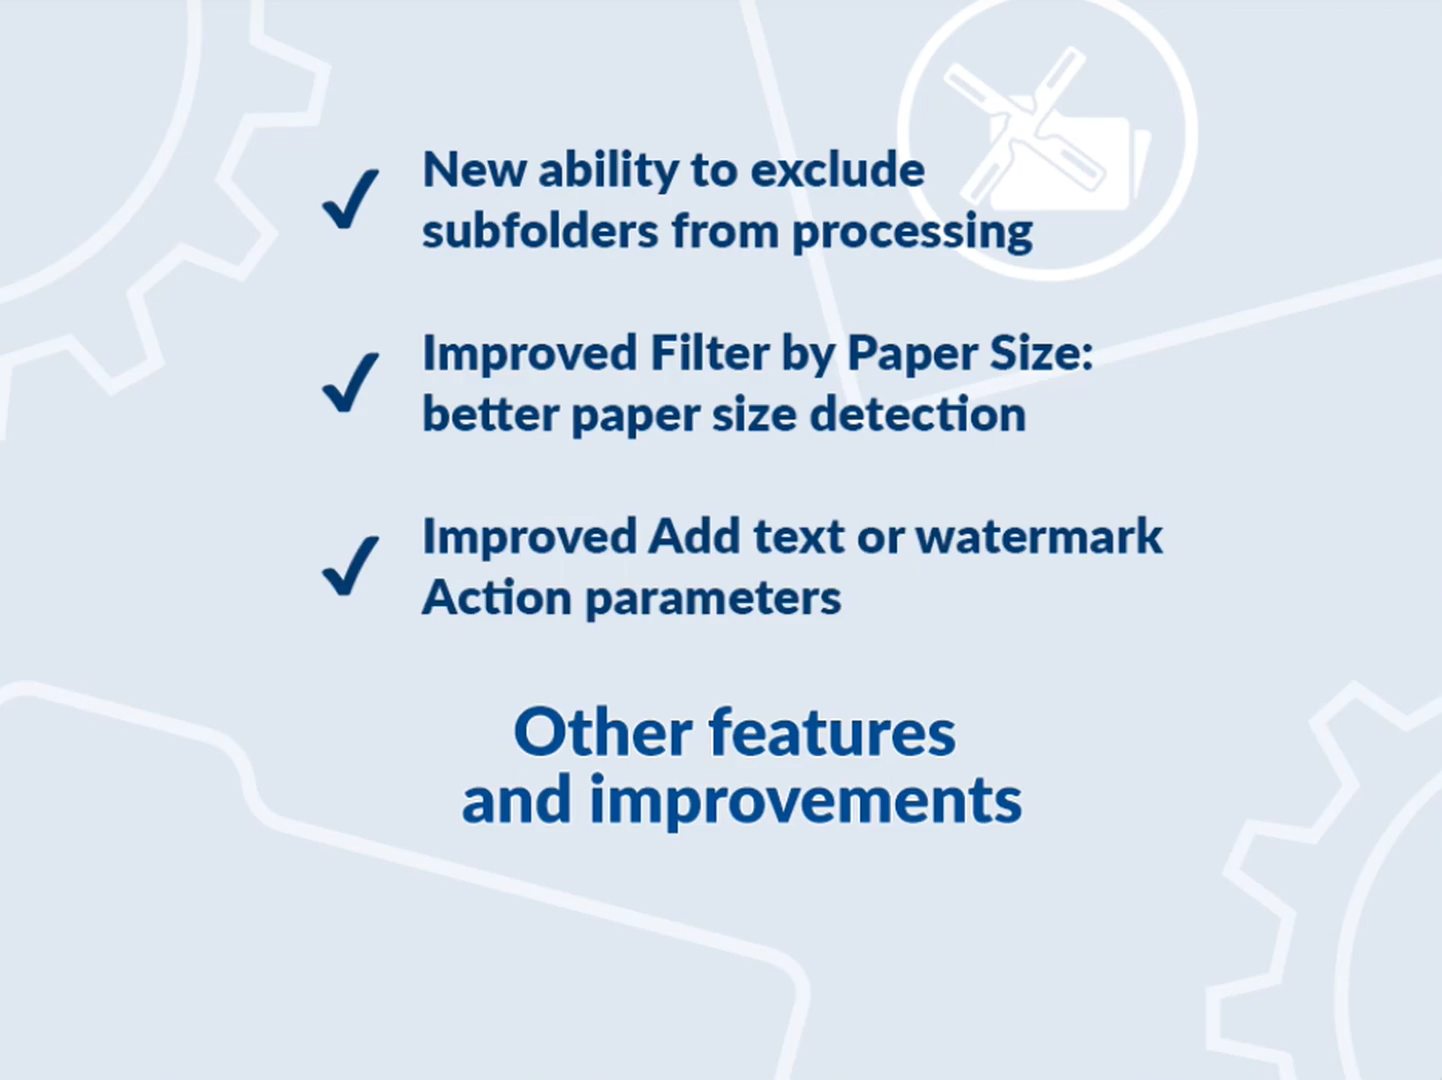 New ability to exclude
subfolders from processing
Improved Filter by Paper Size:
better paper size detection
Improved Add text or watermark
Action parameters
Other features
and improvements